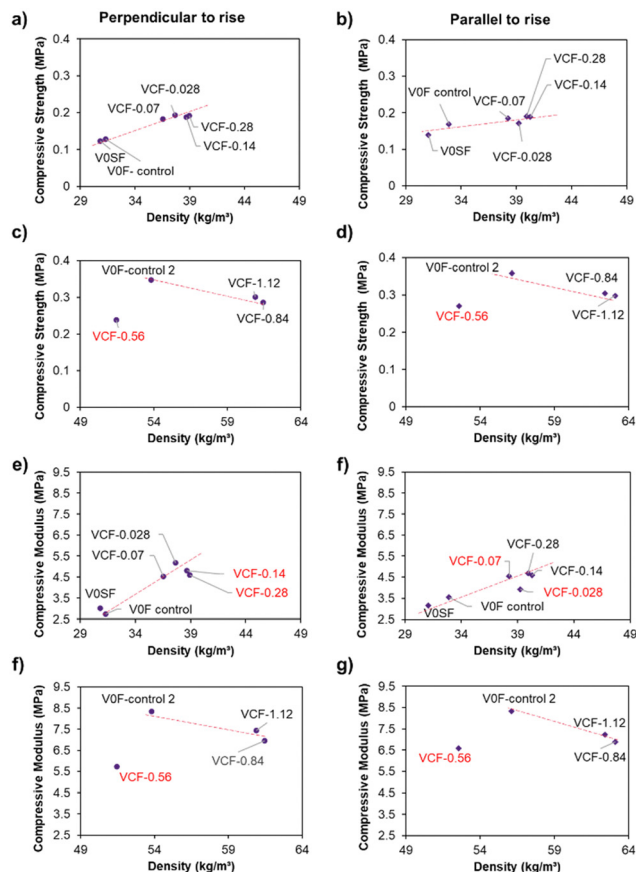 Perpendicular to rise
Parallel to rise
a)
Compressive Strength (MPa)
0.4
0.3
0.2
0.1
0
29 34 39 44 49
Density (kg/m³)
VCF-0.028
VCF-0.07
VCF-0.28
VCF-0.14
V0SF
V0F- control
b)
Compressive Strength (MPa)
0.4
0.3
0.2
0.1
0
29 34 39 44 49
Density (kg/m³)
VCF-0.28
VCF-0.14
V0F control
VCF-0.07
V0SF
VCF-0.028
c)
Compressive Strength (MPa)
0.4
0.3
0.2
0.1
0
49 54 59 64
Density (kg/m³)
V0F-control 2
VCF-1.12
VCF-0.84
VCF-0.56
d)
Compressive Strength (MPa)
0.4
0.3
0.2
0.1
0
49 54 59 64
Density (kg/m³)
V0F-control 2
VCF-0.84
VCF-1.12
VCF-0.56
e)
Compressive Modulus (MPa)
9.5
8.5
7.5
6.5
5.5
4.5
3.5
2.5
29 34 39 44 49
Density (kg/m³)
VCF-0.028
VCF-0.07
VCF-0.14
VCF-0.28
V0SF
V0F control
f)
Compressive Modulus (MPa)
9.5
8.5
7.5
6.5
5.5
4.5
3.5
2.5
29 34 39 44 49
Density (kg/m³)
VCF-0.07
VCF-0.28
VCF-0.14
VCF-0.028
V0F control
V0SF
f)
Compressive Modulus (MPa)
9.5
8.5
7.5
6.5
5.5
4.5
3.5
2.5
49 54 59 64
Density (kg/m³)
V0F-control 2
VCF-1.12
VCF-0.84
VCF-0.56
g)
Compressive Modulus (MPa)
9.5
8.5
7.5
6.5
5.5
4.5
3.5
2.5
49 54 59 64
Density (kg/m³)
V0F-control 2
VCF-1.12
VCF-0.84
VCF-0.56